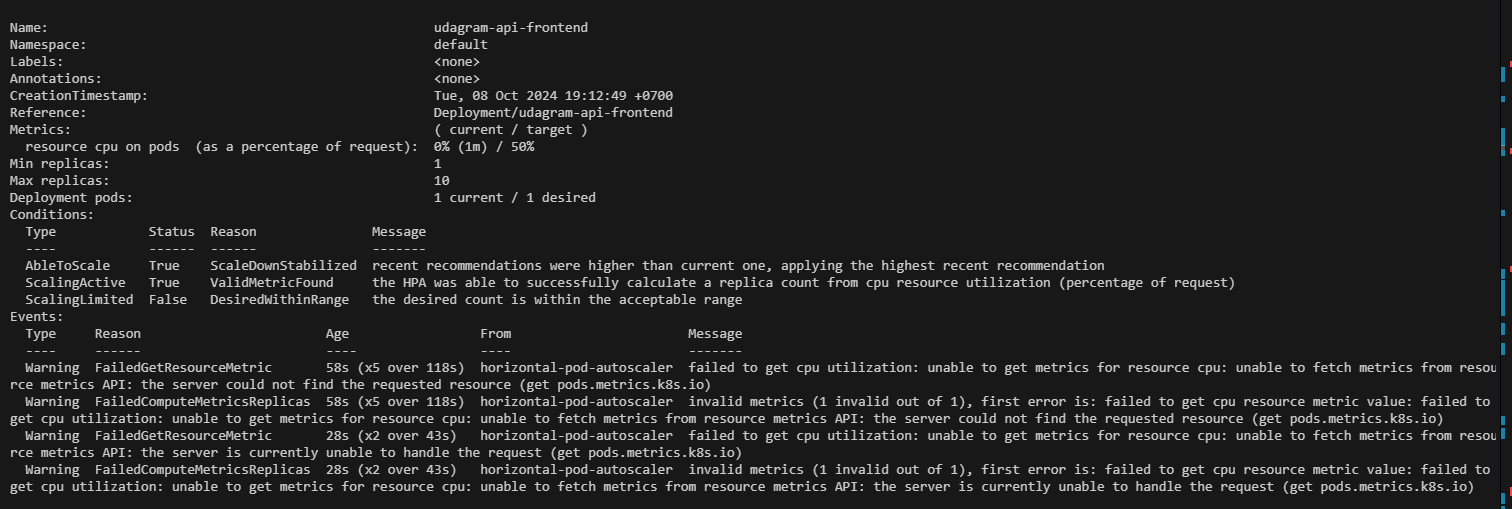 Name:                                                  udagram-api-frontend
Namespace:                                             default
Labels:                                                <none>
Annotations:                                           <none>
CreationTimestamp:                                     Tue, 08 Oct 2024 19:12:49 +0700
Reference:                                             Deployment/udagram-api-frontend
Metrics:                                               ( current / target )
  resource cpu on pods  (as a percentage of request):  0% (1m) / 50%
Min replicas:                                          1
Max replicas:                                          10
Deployment pods:                                       1 current / 1 desired
Conditions:
  Type            Status  Reason              Message
  ----            ------  ------              -------
  AbleToScale     True    ScaleDownStabilized  recent recommendations were higher than current one, applying the highest recent recommendation
  ScalingActive   True    ValidMetricFound    the HPA was able to successfully calculate a replica count from cpu resource utilization (percentage of request)
  ScalingLimited  False   DesiredWithinRange  the desired count is within the acceptable range
Events:
  Type     Reason                        Age                 From                       Message
  ----     ------                        ----                ----                       -------
  Warning  FailedGetResourceMetric       58s (x5 over 118s)  horizontal-pod-autoscaler  failed to get cpu utilization: unable to get metrics for resource cpu: unable to fetch metrics from resou
rce metrics API: the server could not find the requested resource (get pods.metrics.k8s.io)
  Warning  FailedComputeMetricsReplicas  58s (x5 over 118s)  horizontal-pod-autoscaler  invalid metrics (1 invalid out of 1), first error is: failed to get cpu resource metric value: failed to
get cpu utilization: unable to get metrics for resource cpu: unable to fetch metrics from resource metrics API: the server could not find the requested resource (get pods.metrics.k8s.io)
  Warning  FailedGetResourceMetric       28s (x2 over 43s)   horizontal-pod-autoscaler  failed to get cpu utilization: unable to get metrics for resource cpu: unable to fetch metrics from resou
rce metrics API: the server is currently unable to handle the request (get pods.metrics.k8s.io)
  Warning  FailedComputeMetricsReplicas  28s (x2 over 43s)   horizontal-pod-autoscaler  invalid metrics (1 invalid out of 1), first error is: failed to get cpu resource metric value: failed to
get cpu utilization: unable to get metrics for resource cpu: unable to fetch metrics from resource metrics API: the server is currently unable to handle the request (get pods.metrics.k8s.io)